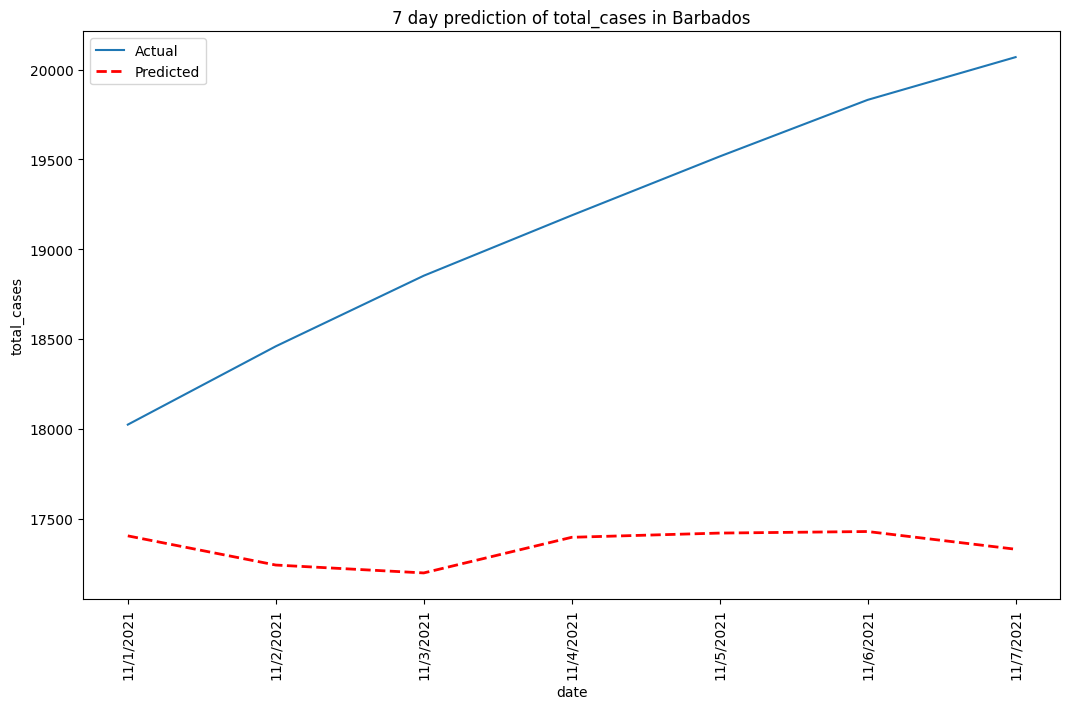 7 day prediction of total_cases in Barbados
Actual
Predicted
20000
19500
19000
18500
18000
17500
total_cases
11/1/2021
11/2/2021
11/3/2021
11/4/2021
11/5/2021
11/6/2021
11/7/2021
date